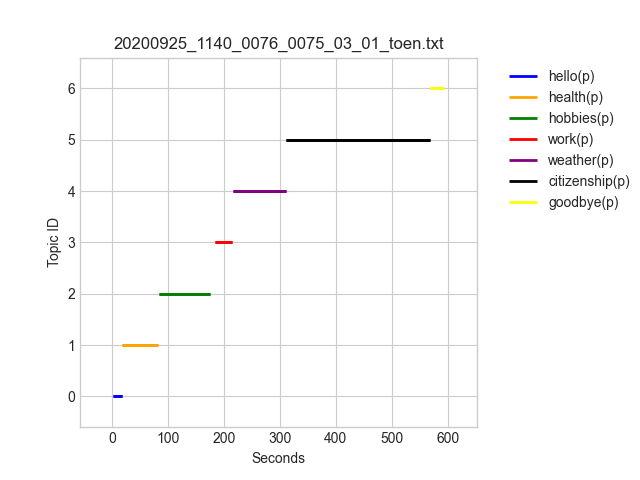 20200925_1140_0076_0075_03_01_toen.txt
hello(p)
health(p)
hobbies(p)
work(p)
weather(p)
citizenship(p)
goodbye(p)
Topic ID
6
5
4
3
2
1
0
0 100 200 300 400 500 600
Seconds